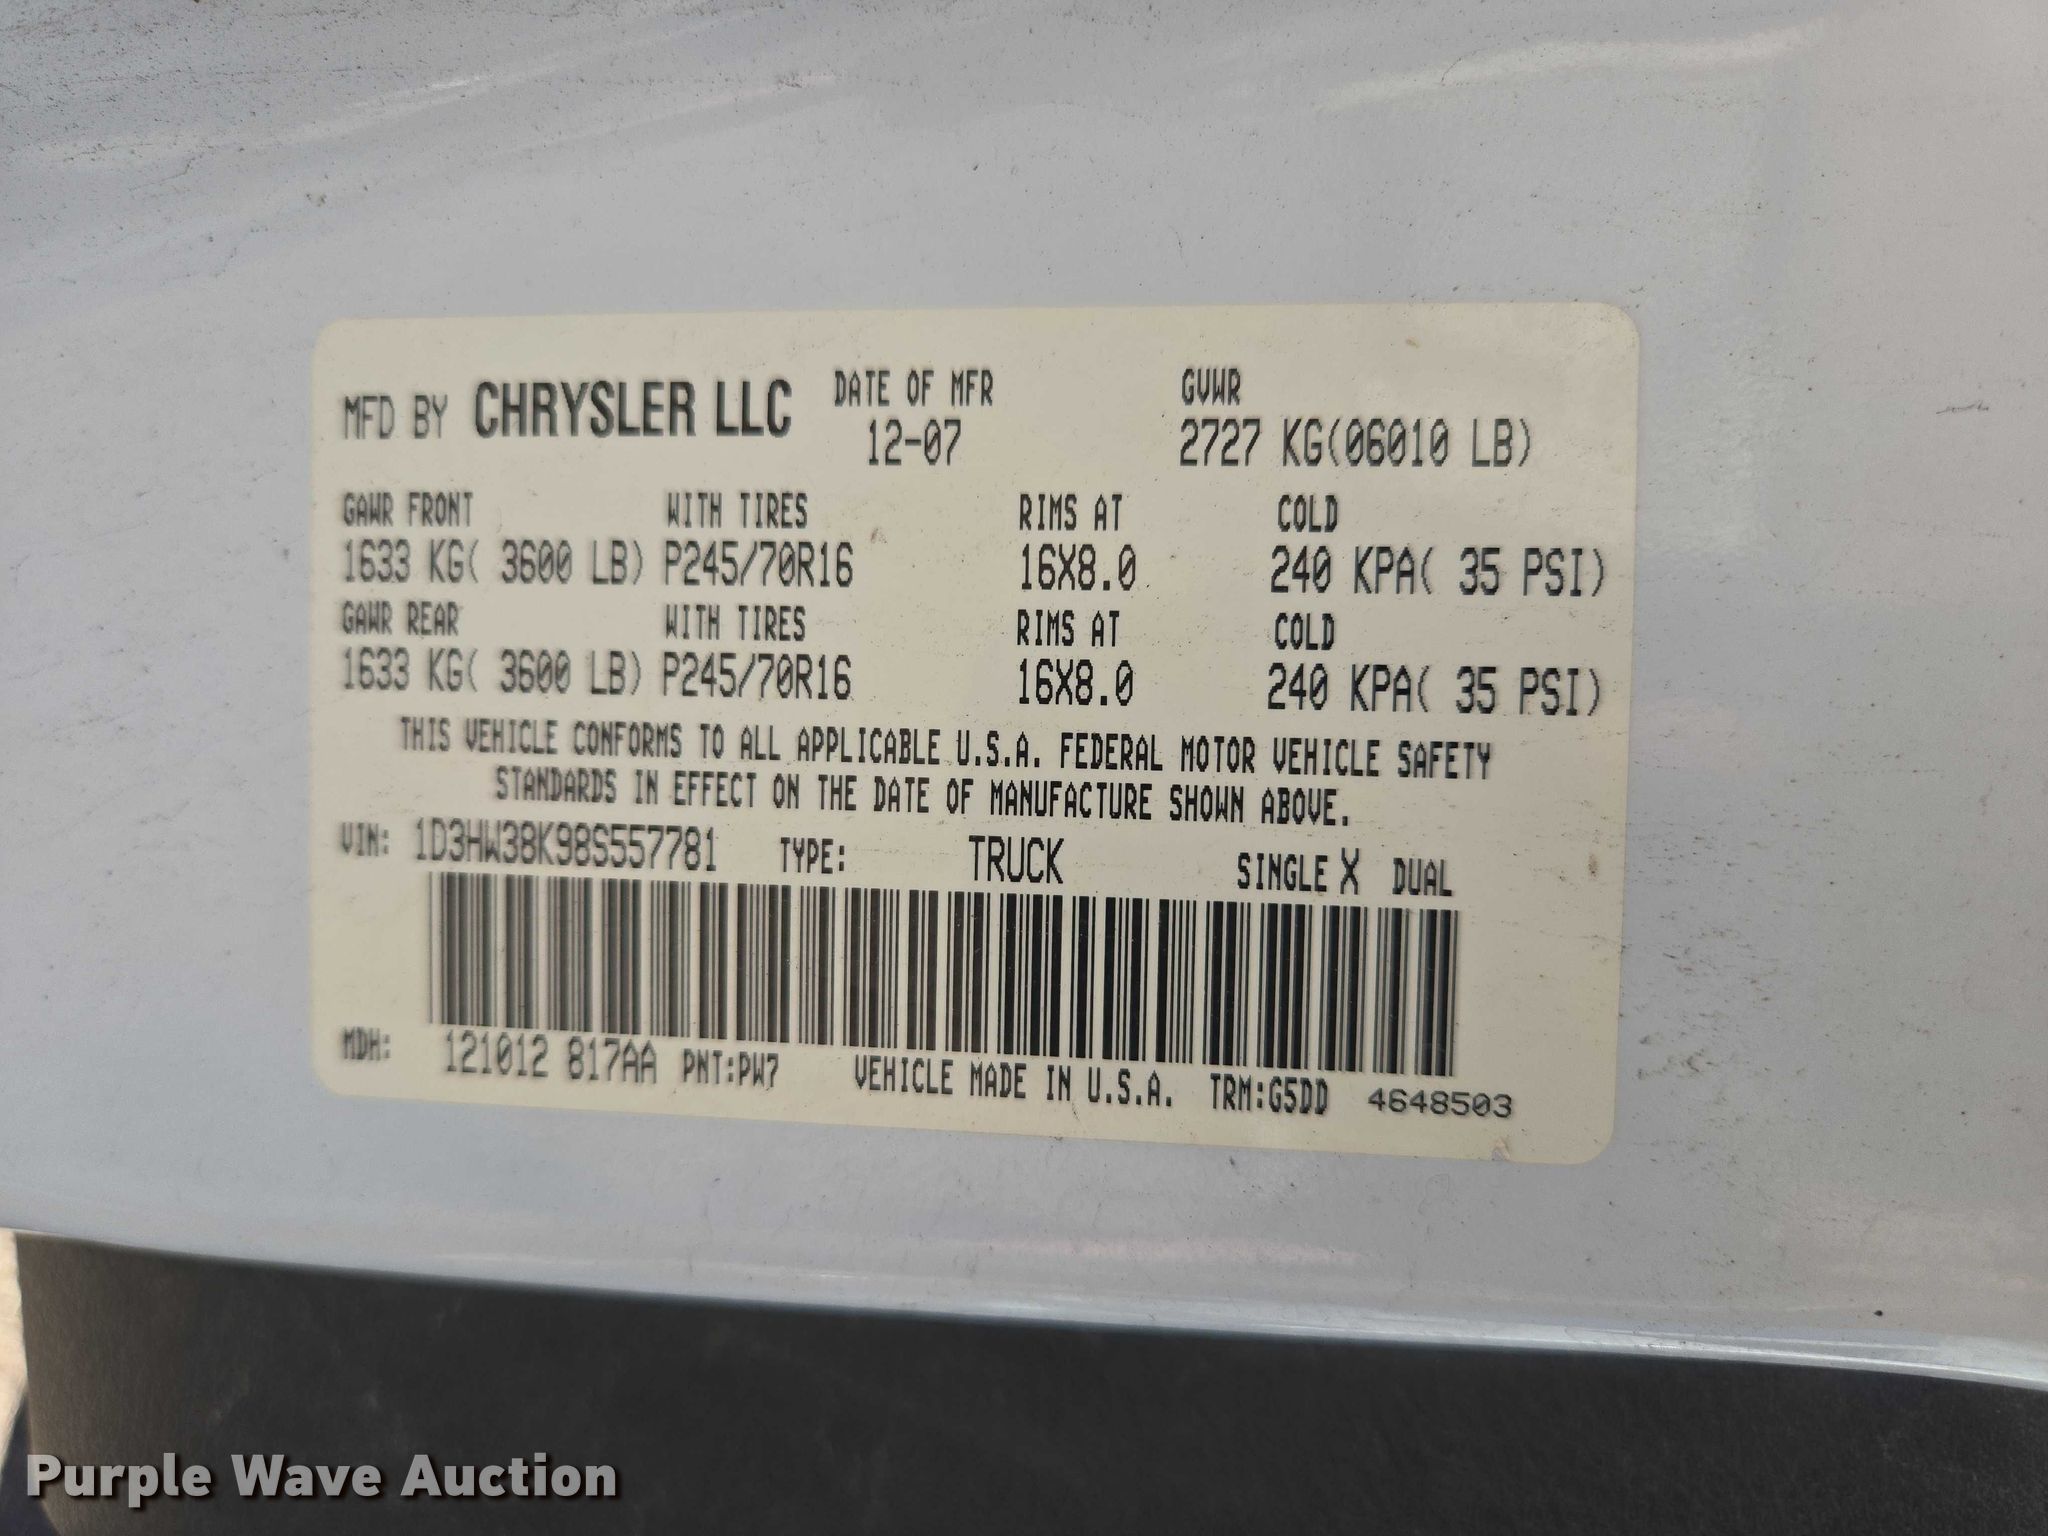 MFD BY CHRYSLER LLC DATE OF MFR GVWR
12-07 2727 KG(06010 LB)
GAWR FRONT WITH TIRES RIMS AT COLD
1633 KG( 3600 LB) P245/70R16 16X8.0 240 KPA( 35 PSI)
GAWR REAR WITH TIRES RIMS AT COLD
1633 KG( 3600 LB) P245/70R16 16X8.0 240 KPA( 35 PSI)
THIS VEHICLE CONFORMS TO ALL APPLICABLE U.S.A. FEDERAL MOTOR VEHICLE SAFETY
STANDARDS IN EFFECT ON THE DATE OF MANUFACTURE SHOWN ABOVE.
VIN: 1D3HW38K98S557781 TYPE: TRUCK SINGLE X DUAL
MDH: 121012 817AA PNT:PW7 VEHICLE MADE IN U.S.A. TRM:G5DD 4648503
Purple Wave Auction